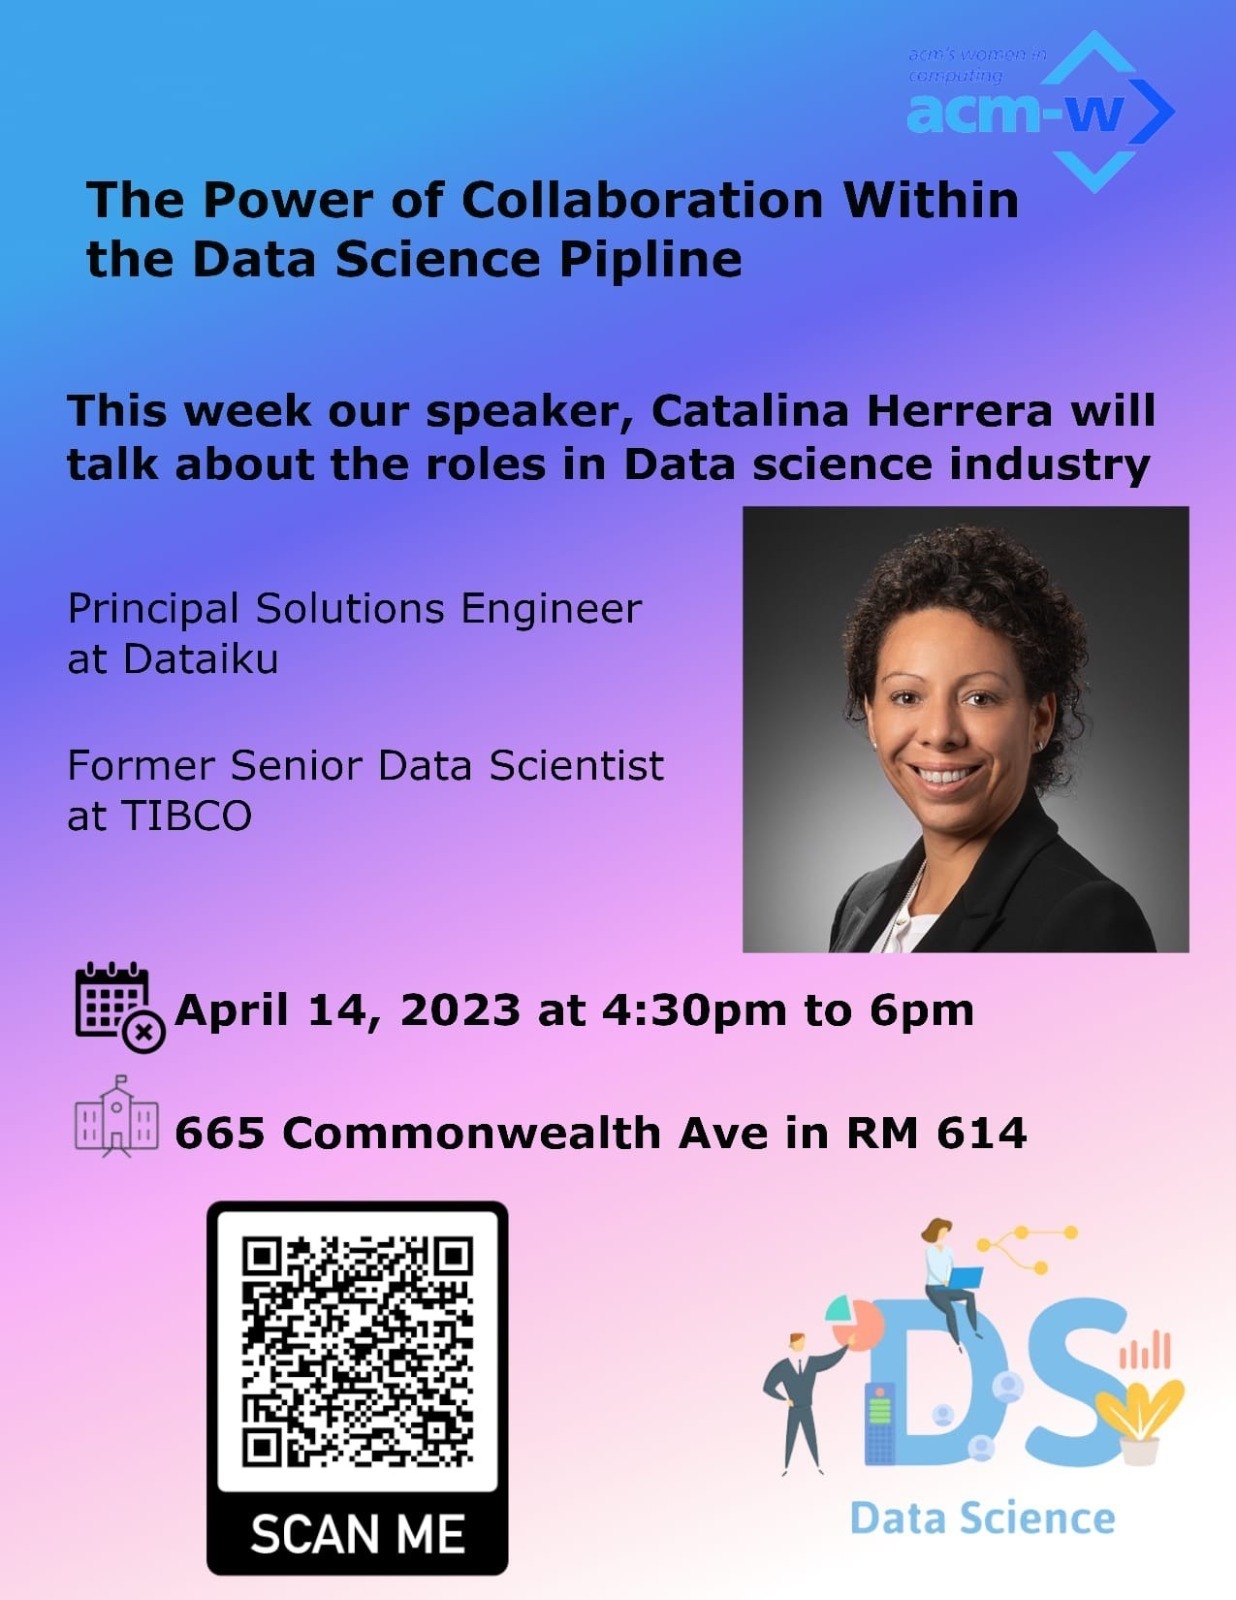 acm's women in
computing
acm-w
The Power of Collaboration Within
the Data Science Pipline
This week our speaker, Catalina Herrera will
talk about the roles in Data science industry
Principal Solutions Engineer
at Dataiku
Former Senior Data Scientist
at TIBCO
April 14, 2023 at 4:30pm to 6pm
665 Commonwealth Ave in RM 614
SCAN ME
DS
Data Science